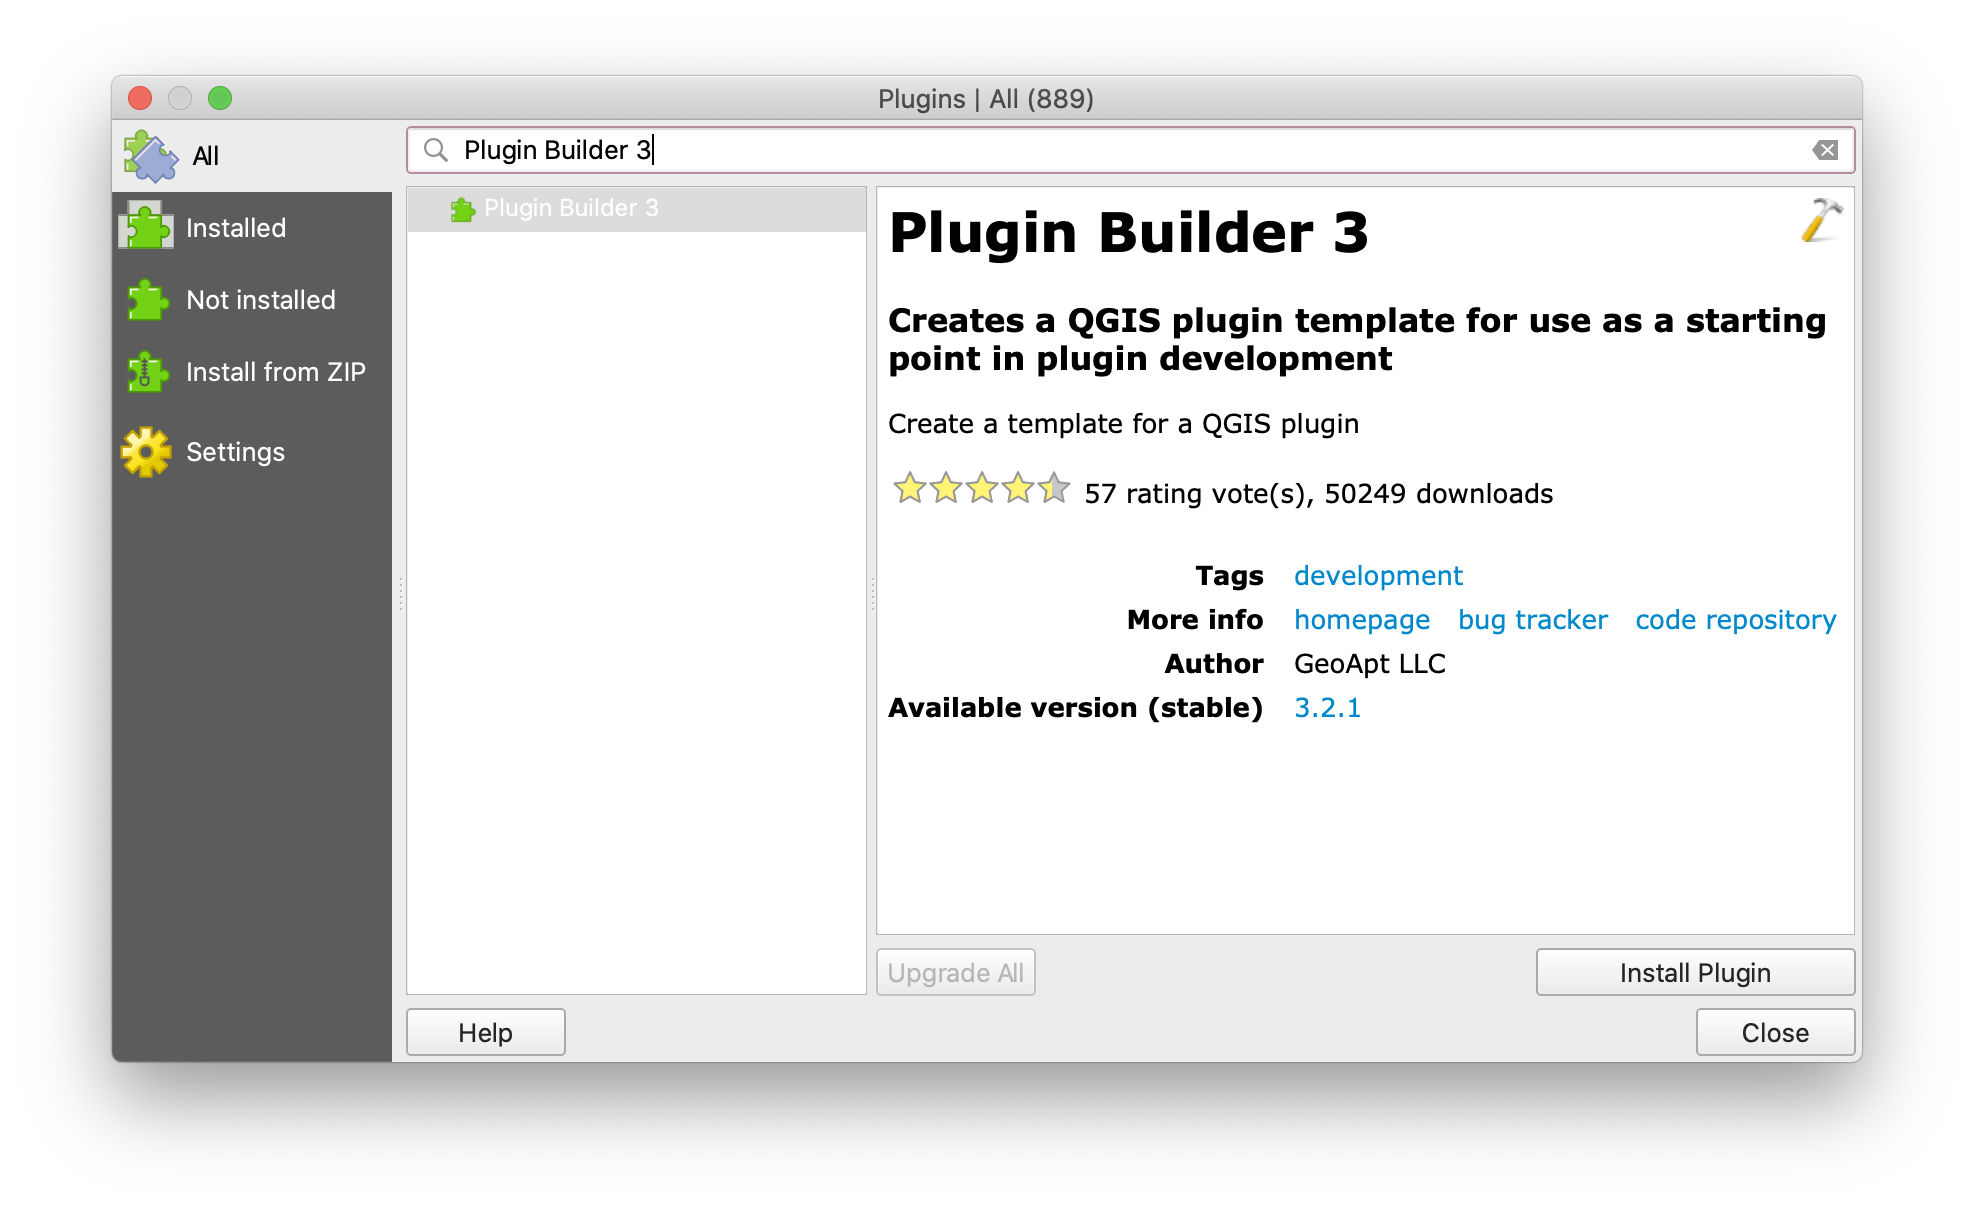 Plugins | All (889)
All
Installed
Not installed
Install from ZIP
Settings
Plugin Builder 3
Plugin Builder 3
Plugin Builder 3
Creates a QGIS plugin template for use as a starting
point in plugin development
Create a template for a QGIS plugin
57 rating vote(s), 50249 downloads
Tags development
More info homepage bug tracker code repository
Author GeoApt LLC
Available version (stable) 3.2.1
Upgrade All
Install Plugin
Help
Close